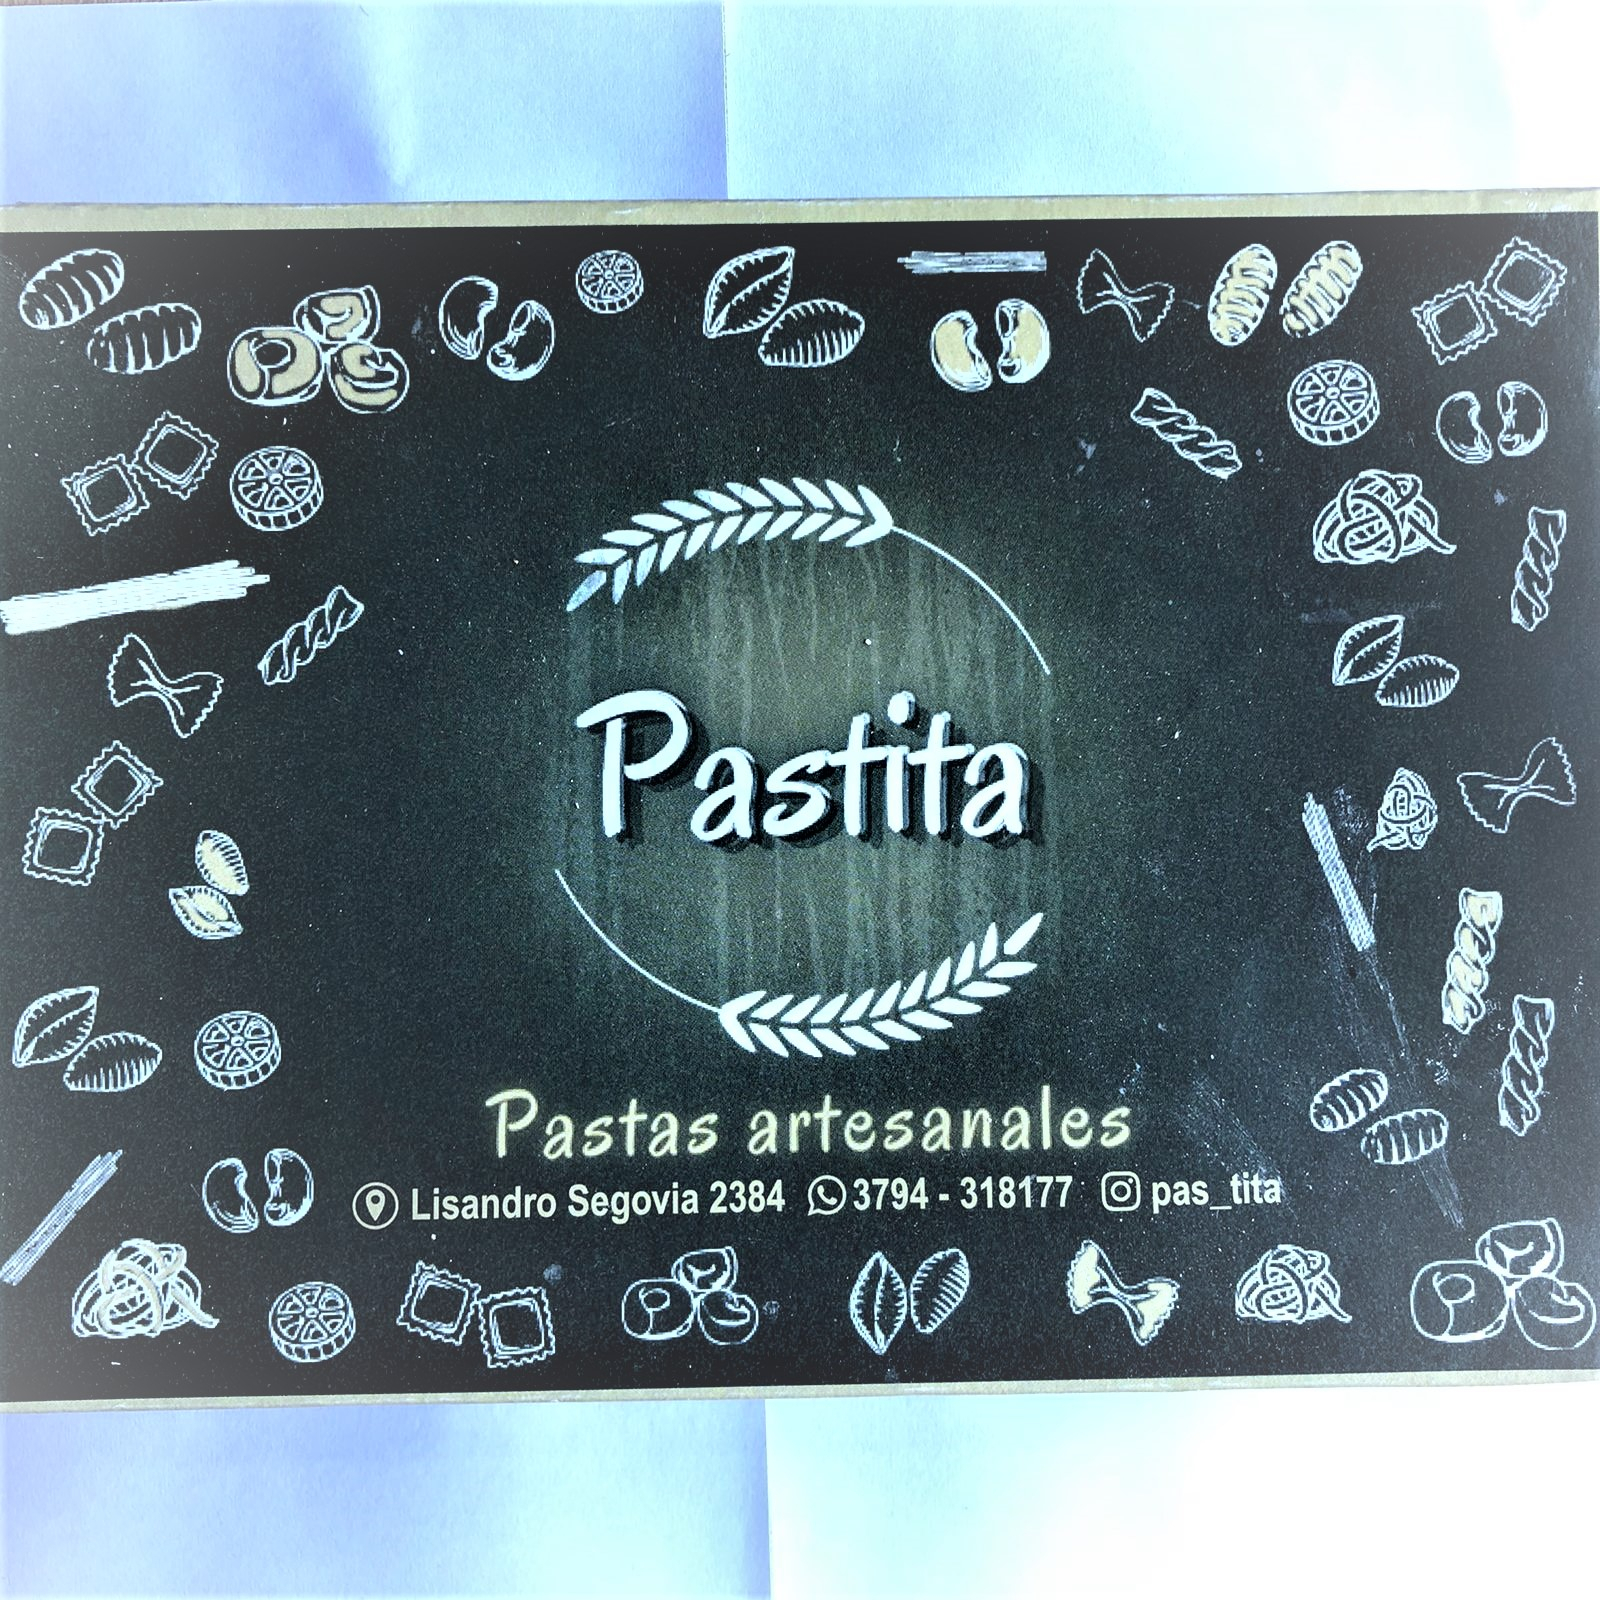 Pastita
Pastas artesanales
Lisandro Segovia 2384 3794 - 318177 pas_tita